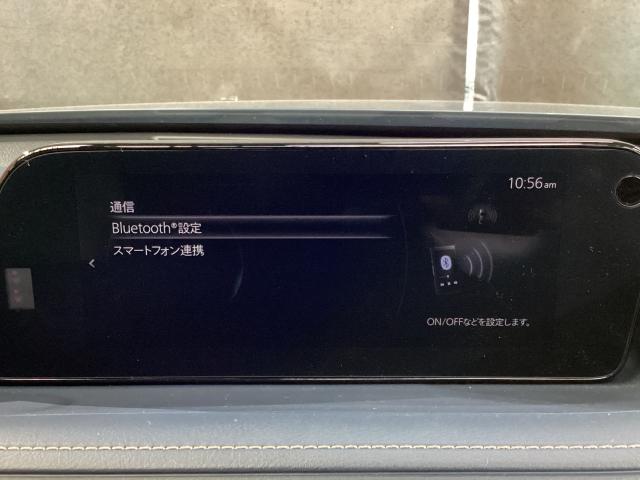 10:56am
通信
Bluetooth®設定
スマートフォン連携
ON/OFFなどを設定します。